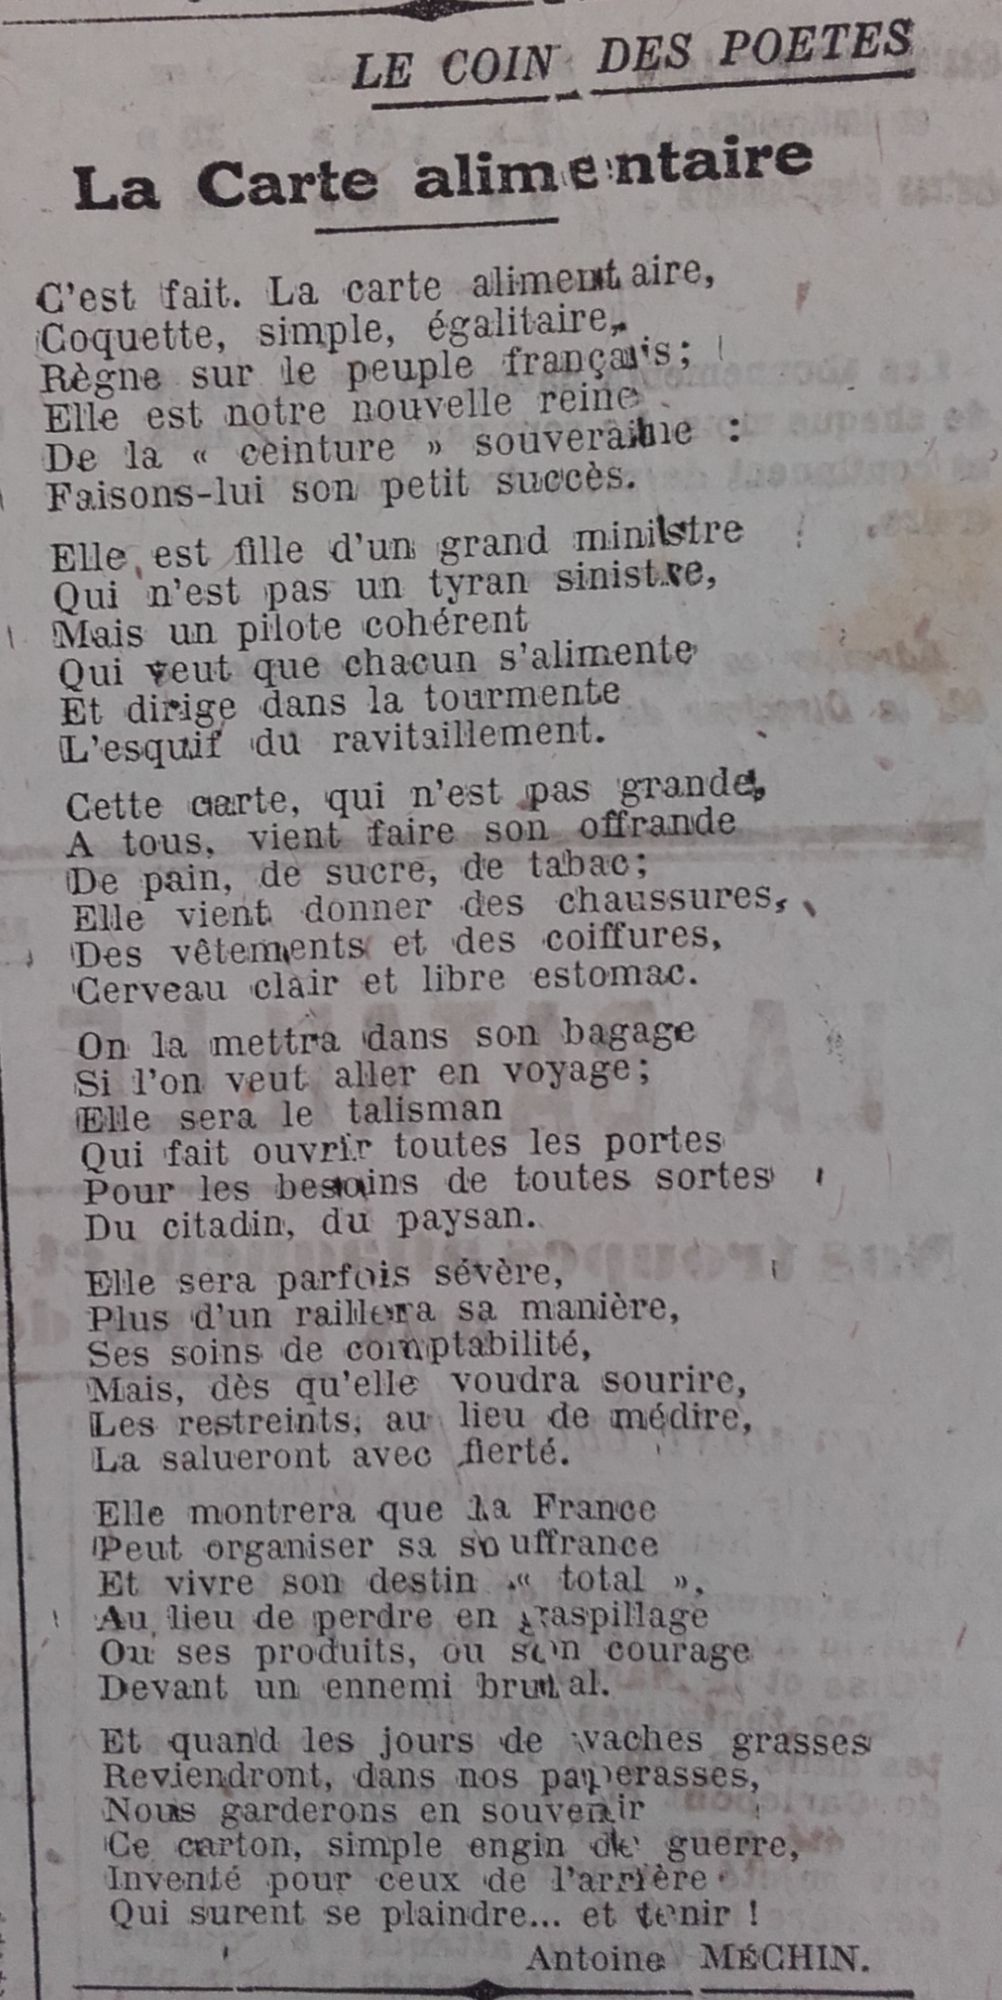 LE COIN DES POETES
La Carte alimentaire
C'est fait. La carte alimentaire,
Coquette, simple, égalitaire,
Règne sur le peuple français;
Elle est notre nouvelle reine
De la « ceinture » souveraine :
Faisons-lui son petit succès.
Elle est fille d'un grand ministre
Qui n'est pas un tyran sinistre,
Mais un pilote cohérent
Qui veut que chacun s'alimente
Et dirige dans la tourmente
L'esquif du ravitaillement.
Cette carte, qui n'est pas grande,
A tous, vient faire son offrande
De pain, de sucre, de tabac;
Elle vient donner des chaussures,
Des vêtements et des coiffures,
Cerveau clair et libre estomac.
On la mettra dans son bagage
Si l'on veut aller en voyage;
Elle sera le talisman
Qui fait ouvrir toutes les portes
Pour les besoins de toutes sortes
Du citadin, du paysan.
Elle sera parfois sévère,
Plus d'un raillera sa manière,
Ses soins de comptabilité,
Mais, dès qu'elle voudra sourire,
Les restreints, au lieu de médire,
La salueront avec fierté.
Elle montrera que la France
Peut organiser sa souffrance
Et vivre son destin « total »,
Au lieu de perdre en gaspillage
Ou ses produits, ou son courage
Devant un ennemi brutal.
Et quand les jours de vaches grasses
Reviendront, dans nos paperasses,
Nous garderons en souvenir
Ce carton, simple engin de guerre,
Inventé pour ceux de l'arrière
Qui surent se plaindre... et tenir !
Antoine MÉCHIN.